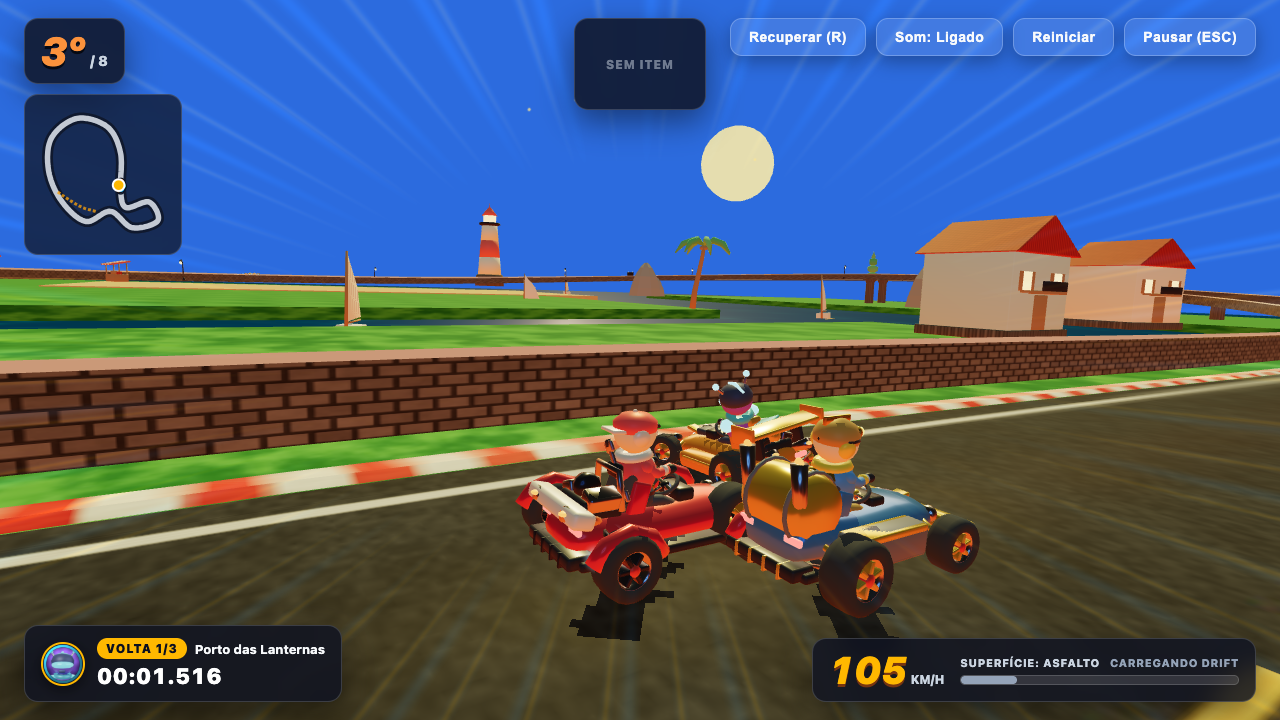 3º / 8
SEM ITEM
Recuperar (R)
Som: Ligado
Reiniciar
Pausar (ESC)
VOLTA 1/3 Porto das Lanternas
00:01.516
105 KM/H
SUPERFÍCIE: ASFALTO CARREGANDO DRIFT